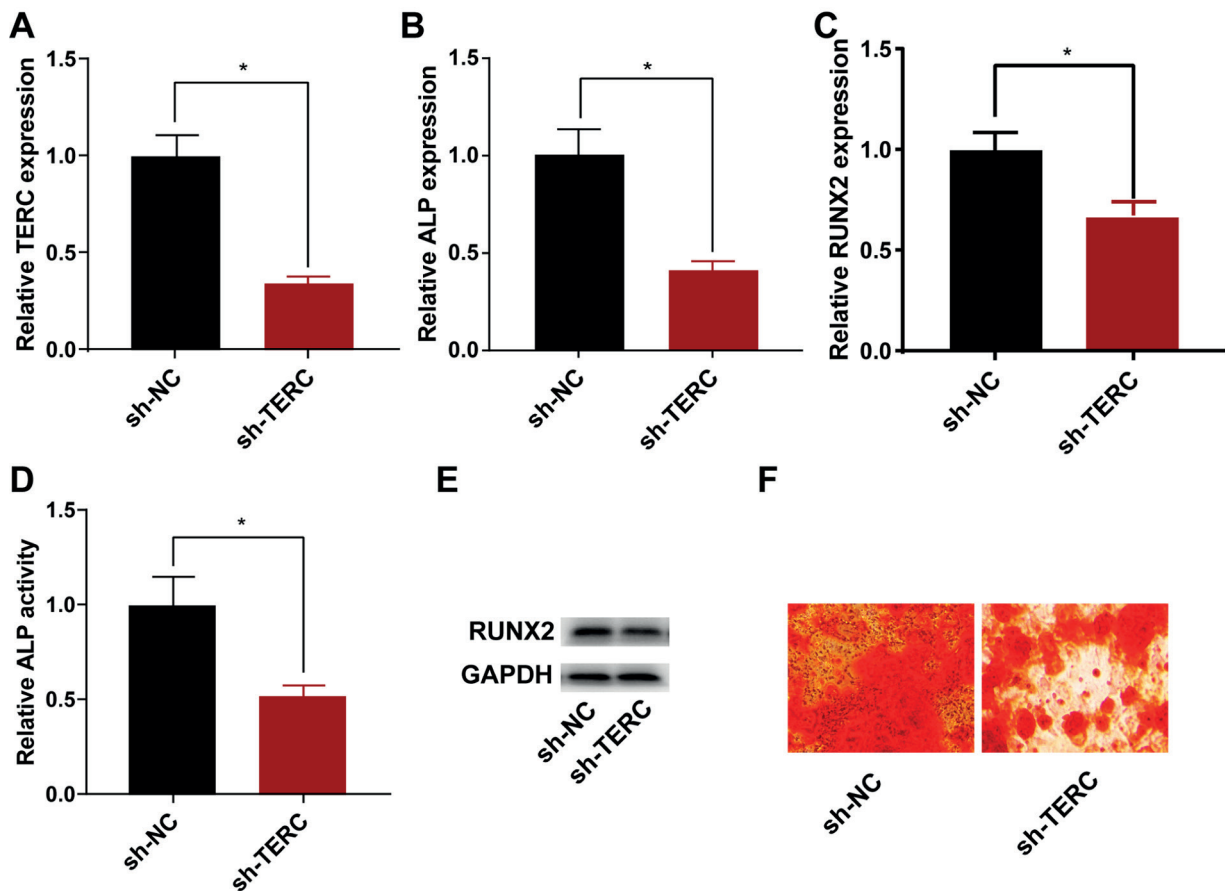 A
Relative TERC expression
1.5
1.0
0.5
0.0
*
sh-NC
sh-TERC
B
Relative ALP expression
1.5
1.0
0.5
0.0
*
sh-NC
sh-TERC
C
Relative RUNX2 expression
1.5
1.0
0.5
0.0
*
sh-NC
sh-TERC
D
Relative ALP activity
1.5
1.0
0.5
0.0
*
sh-NC
sh-TERC
E
RUNX2
GAPDH
sh-NC
sh-TERC
F
sh-NC
sh-TERC